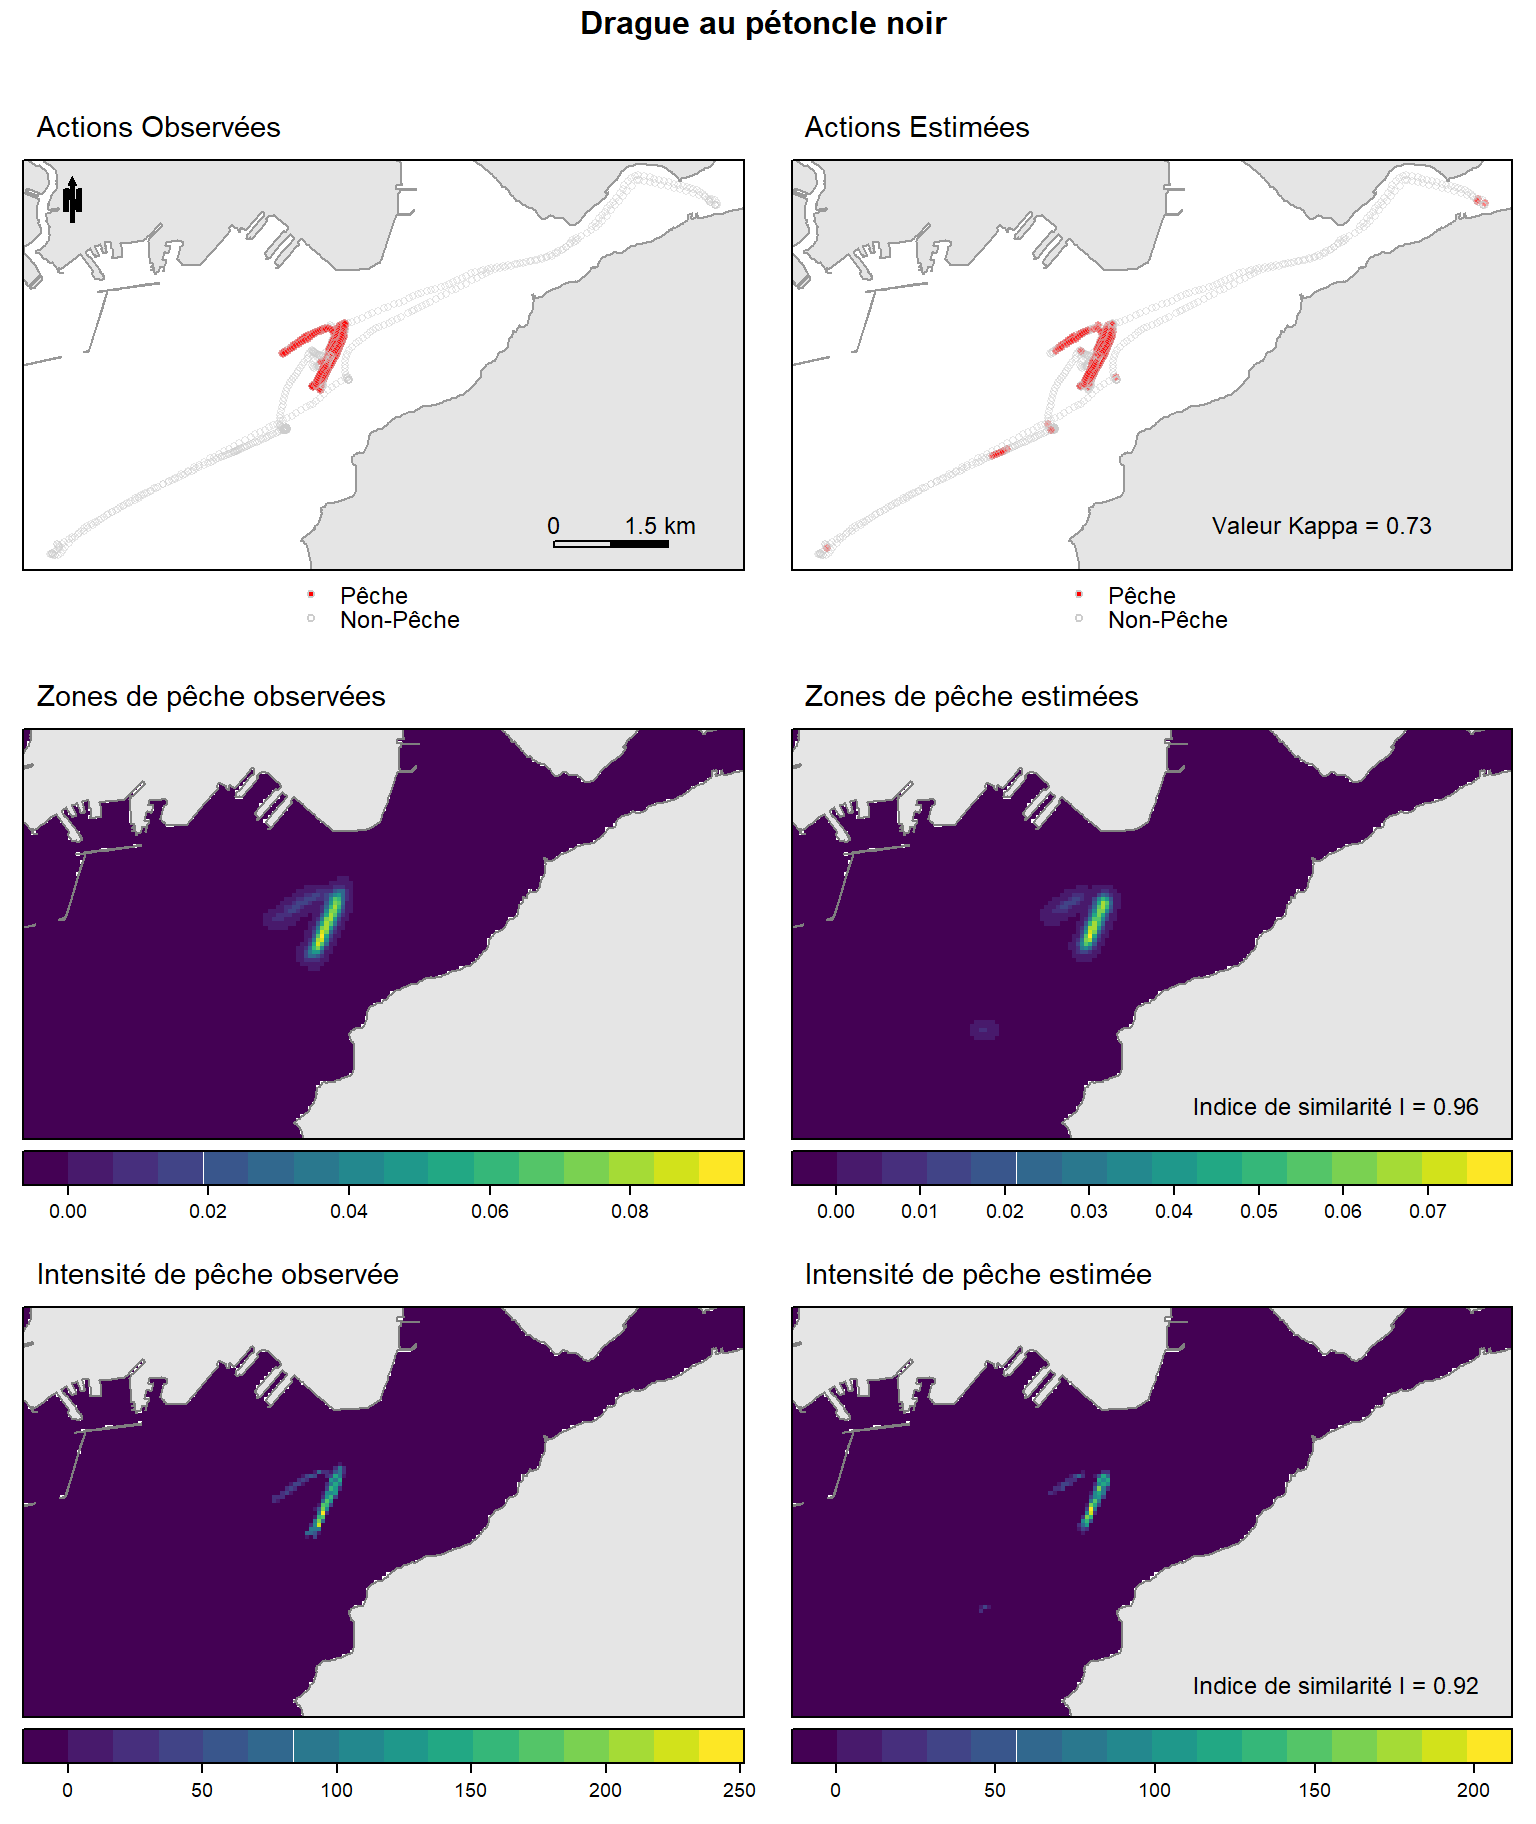 Drague au pétoncle noir
Actions Observées
Actions Estimées
N
0 1.5 km
Valeur Kappa = 0.73
Pêche
Non-Pêche
Pêche
Non-Pêche
Zones de pêche observées
Zones de pêche estimées
Indice de similarité I = 0.96
0.00 0.02 0.04 0.06 0.08
0.00 0.01 0.02 0.03 0.04 0.05 0.06 0.07
Intensité de pêche observée
Intensité de pêche estimée
Indice de similarité I = 0.92
0 50 100 150 200 250
0 50 100 150 200